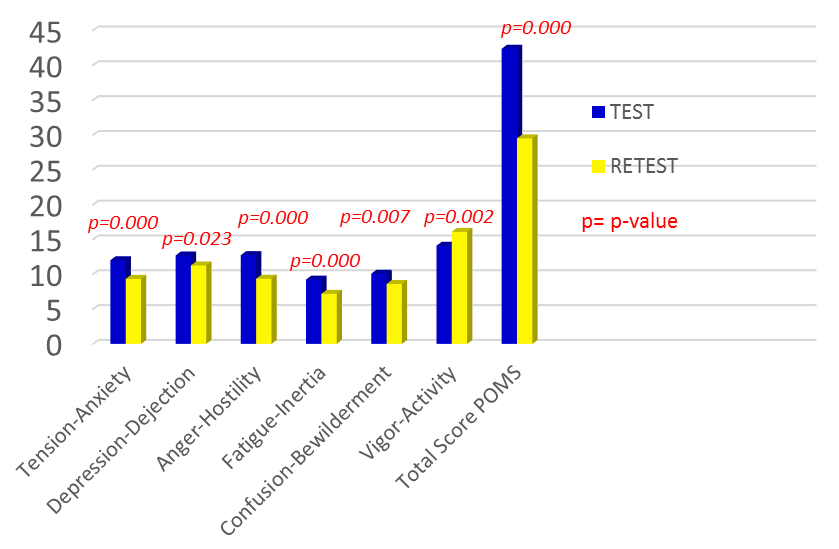 45
40
35
30
25
20
15
10
5
0
p=0.000
p=0.023
p=0.000
p=0.000
p=0.007
p=0.002
p=0.000
TEST
RETEST
p= p-value
Tension-Anxiety
Depression-Dejection
Anger-Hostility
Fatigue-Inertia
Confusion-Bewilderment
Vigor-Activity
Total Score POMS